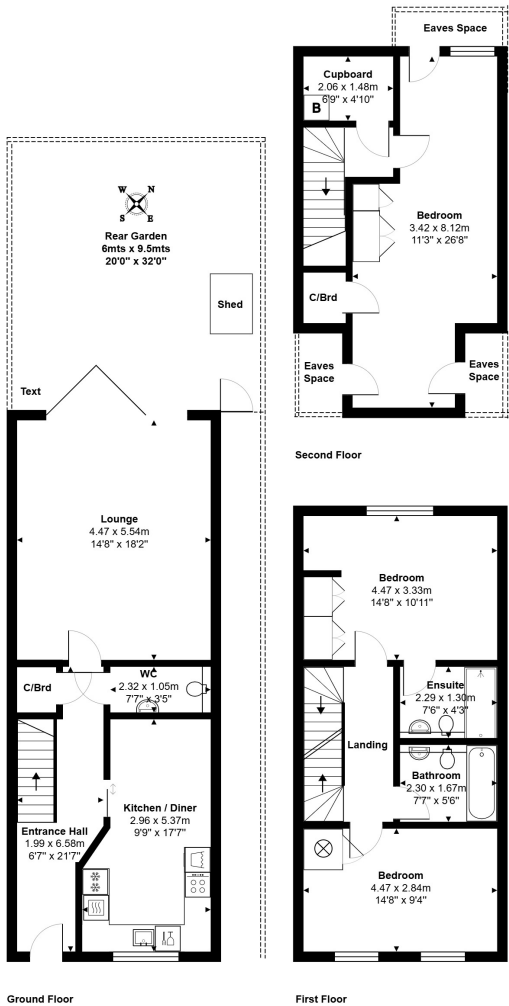 Eaves Space
Cupboard
2.06 x 1.48m
6'9" x 4'10"
B
Bedroom
3.42 x 8.12m
11'3" x 26'8"
C/Brd
Eaves
Space
Eaves
Space
Second Floor
W N
S E
Rear Garden
6mts x 9.5mts
20'0" x 32'0"
Shed
Text
Lounge
4.47 x 5.54m
14'8" x 18'2"
C/Brd
WC
2.32 x 1.05m
7'7" x 3'5"
Kitchen / Diner
2.96 x 5.37m
9'9" x 17'7"
Entrance Hall
1.99 x 6.58m
6'7" x 21'7"
Ground Floor
Bedroom
4.47 x 3.33m
14'8" x 10'11"
Ensuite
2.29 x 1.30m
7'6" x 4'3"
Landing
Bathroom
2.30 x 1.67m
7'7" x 5'6"
Bedroom
4.47 x 2.84m
14'8" x 9'4"
First Floor